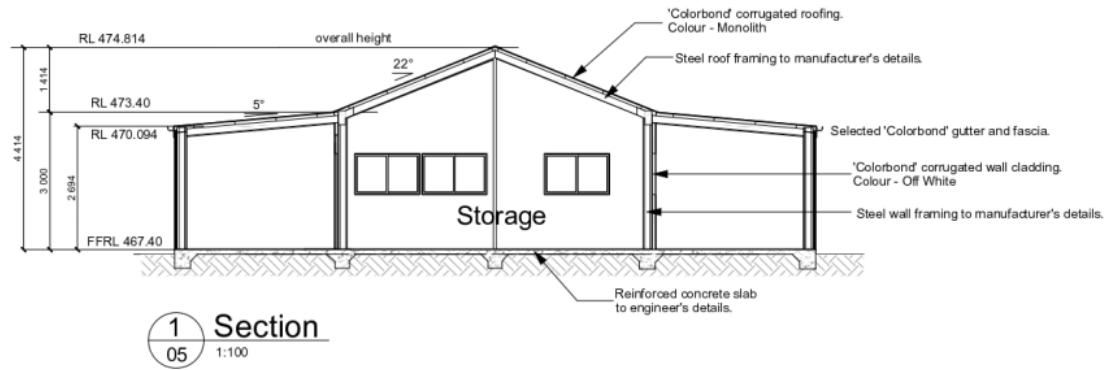 'Colorbond' corrugated roofing.
Colour - Monolith
RL 474.814
overall height
Steel roof framing to manufacturer's details.
22°
1 414
RL 473.40
5°
RL 470.094
Selected 'Colorbond' gutter and fascia.
4 414
3 000
2 694
'Colorbond' corrugated wall cladding.
Colour - Off White
Storage
Steel wall framing to manufacturer's details.
FFRL 467.40
Reinforced concrete slab
to engineer's details.
1
Section
05
1:100